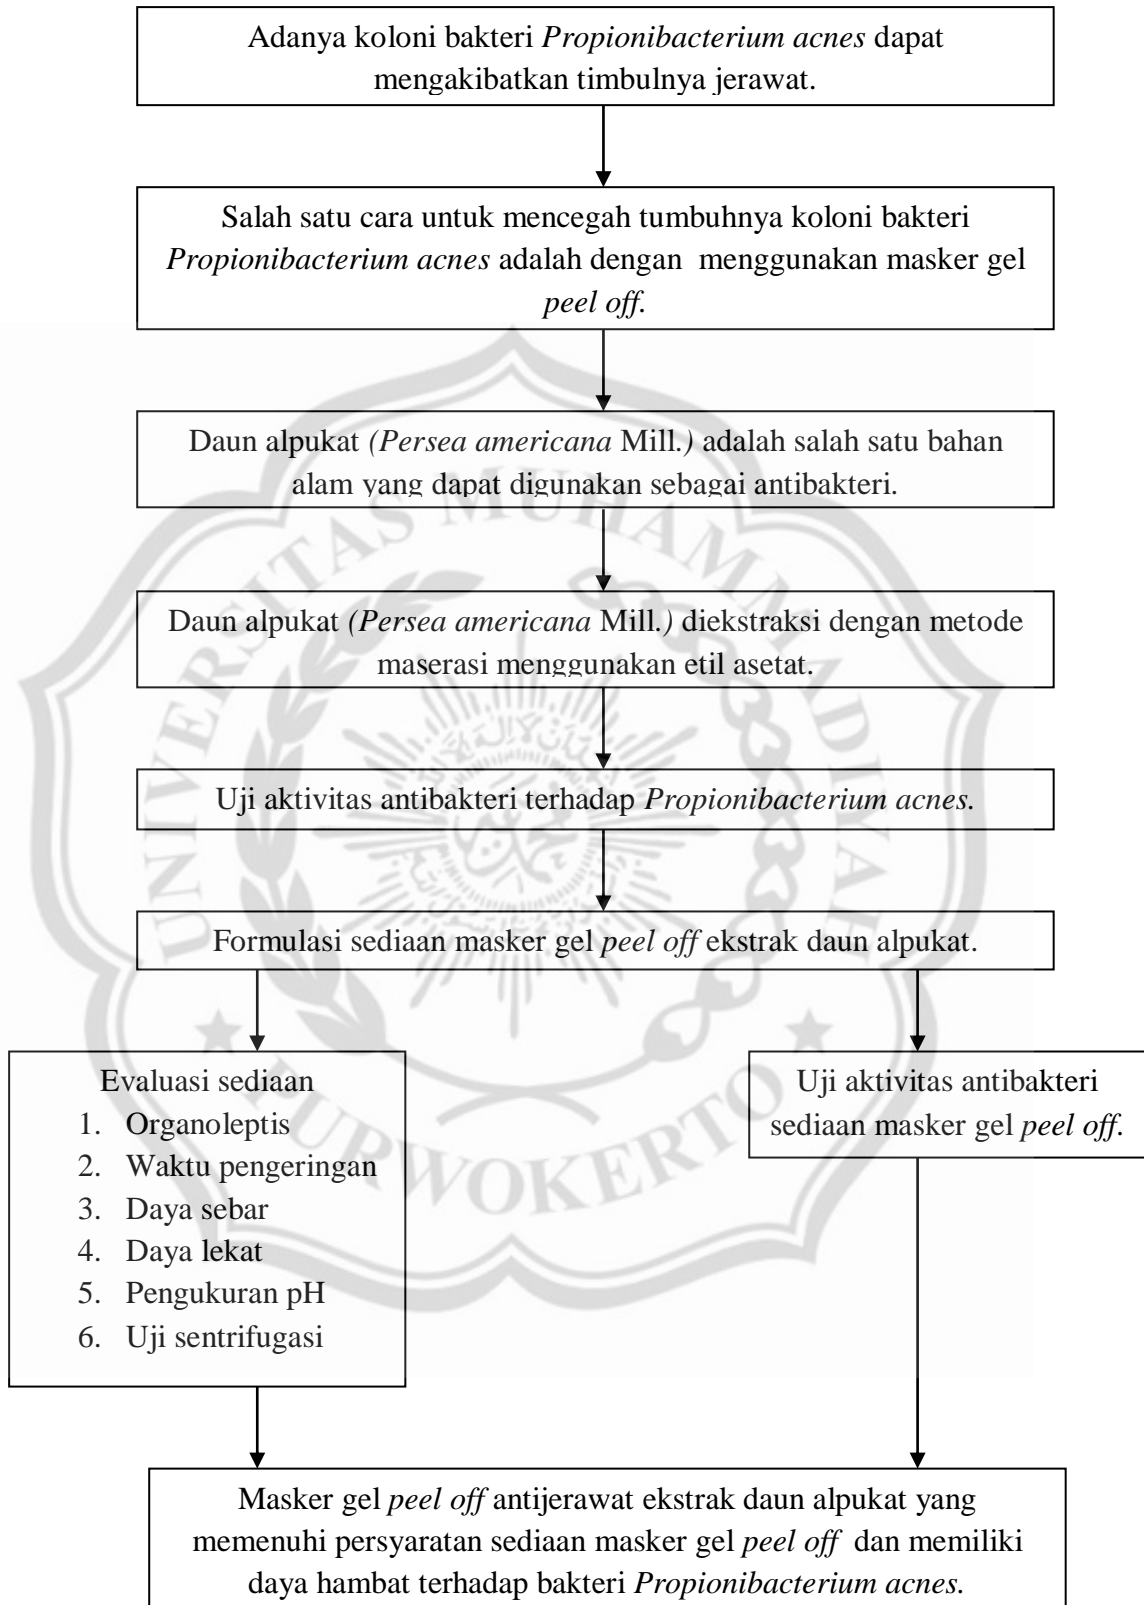 Adanya koloni bakteri Propionibacterium acnes dapat
mengakibatkan timbulnya jerawat.
Salah satu cara untuk mencegah tumbuhnya koloni bakteri
Propionibacterium acnes adalah dengan menggunakan masker gel
peel off.
Daun alpukat (Persea americana Mill.) adalah salah satu bahan
alam yang dapat digunakan sebagai antibakteri.
Daun alpukat (Persea americana Mill.) diekstraksi dengan metode
maserasi menggunakan etil asetat.
Uji aktivitas antibakteri terhadap Propionibacterium acnes.
Formulasi sediaan masker gel peel off ekstrak daun alpukat.
Evaluasi sediaan
1. Organoleptis
2. Waktu pengeringan
3. Daya sebar
4. Daya lekat
5. Pengukuran pH
6. Uji sentrifugasi
Uji aktivitas antibakteri
sediaan masker gel peel off.
Masker gel peel off antijerawat ekstrak daun alpukat yang
memenuhi persyaratan sediaan masker gel peel off dan memiliki
daya hambat terhadap bakteri Propionibacterium acnes.
UNIVERSITAS MUHAMMADIYAH
PURWOKERTO